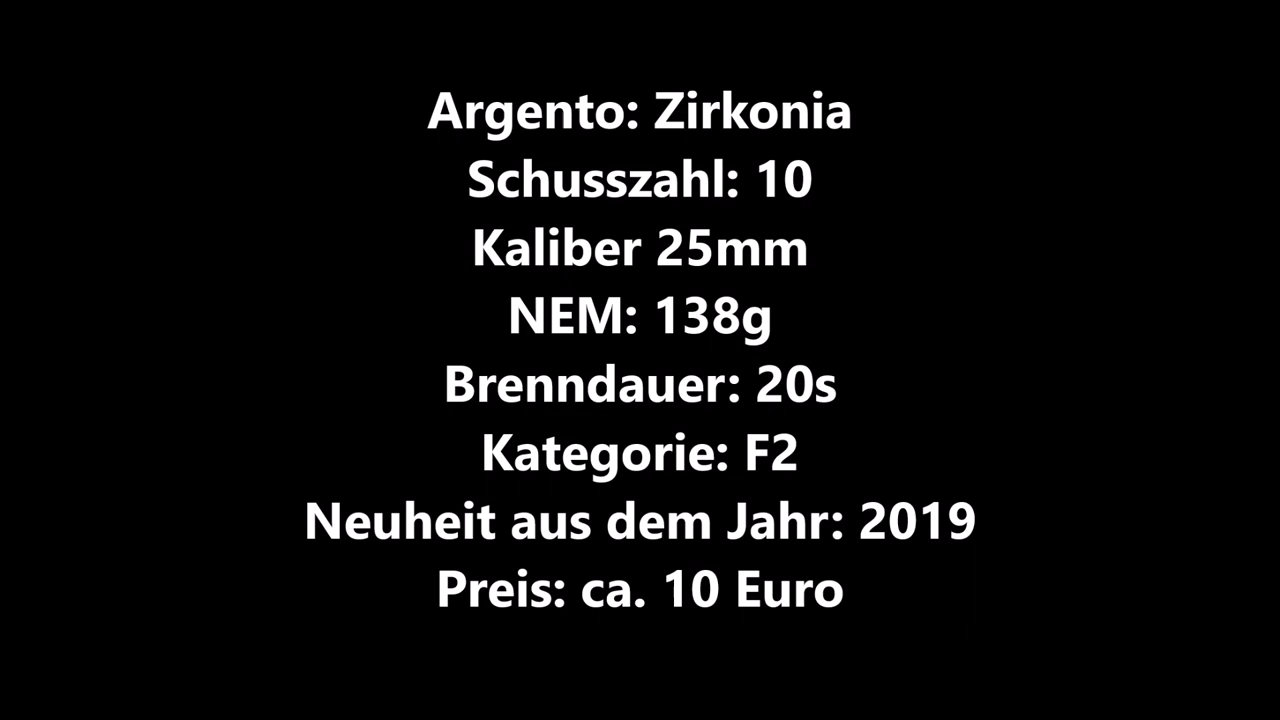 Argento: Zirkonia
Schusszahl: 10
Kaliber 25mm
NEM: 138g
Brenndauer: 20s
Kategorie: F2
Neuheit aus dem Jahr: 2019
Preis: ca. 10 Euro